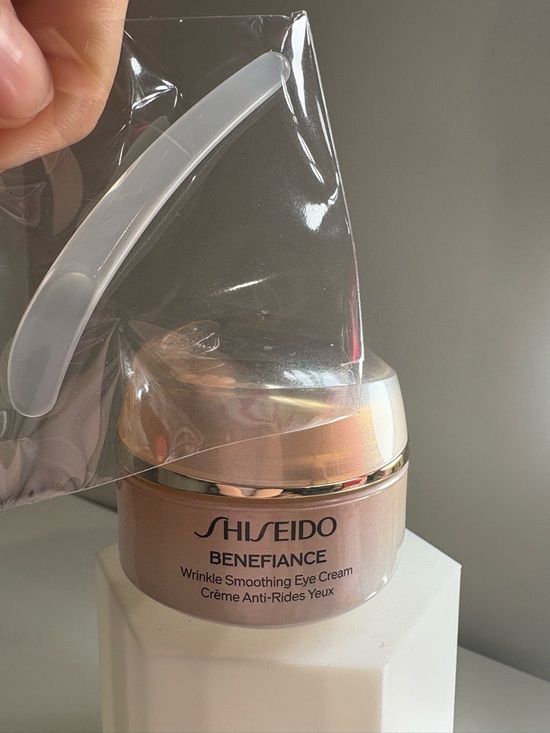 SHISEIDO
BENEFIANCE
Wrinkle Smoothing Eye Cream
Crème Anti-Rides Yeux